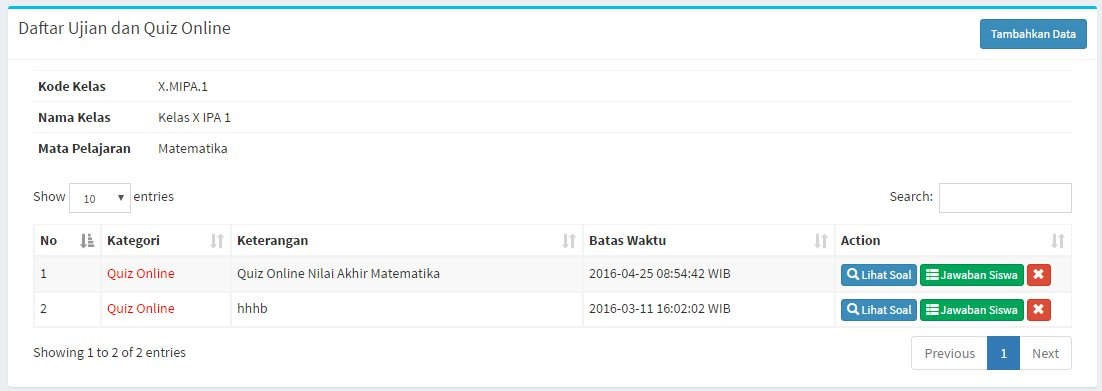 Daftar Ujian dan Quiz Online
Tambahkan Data
Kode Kelas X.MIPA.1
Nama Kelas Kelas X IPA 1
Mata Pelajaran Matematika
Show 10 entries Search:
No Kategori Keterangan Batas Waktu Action
1 Quiz Online Quiz Online Nilai Akhir Matematika 2016-04-25 08:54:42 WIB Lihat Soal Jawaban Siswa
2 Quiz Online hhhb 2016-03-11 16:02:02 WIB Lihat Soal Jawaban Siswa
Showing 1 to 2 of 2 entries Previous 1 Next